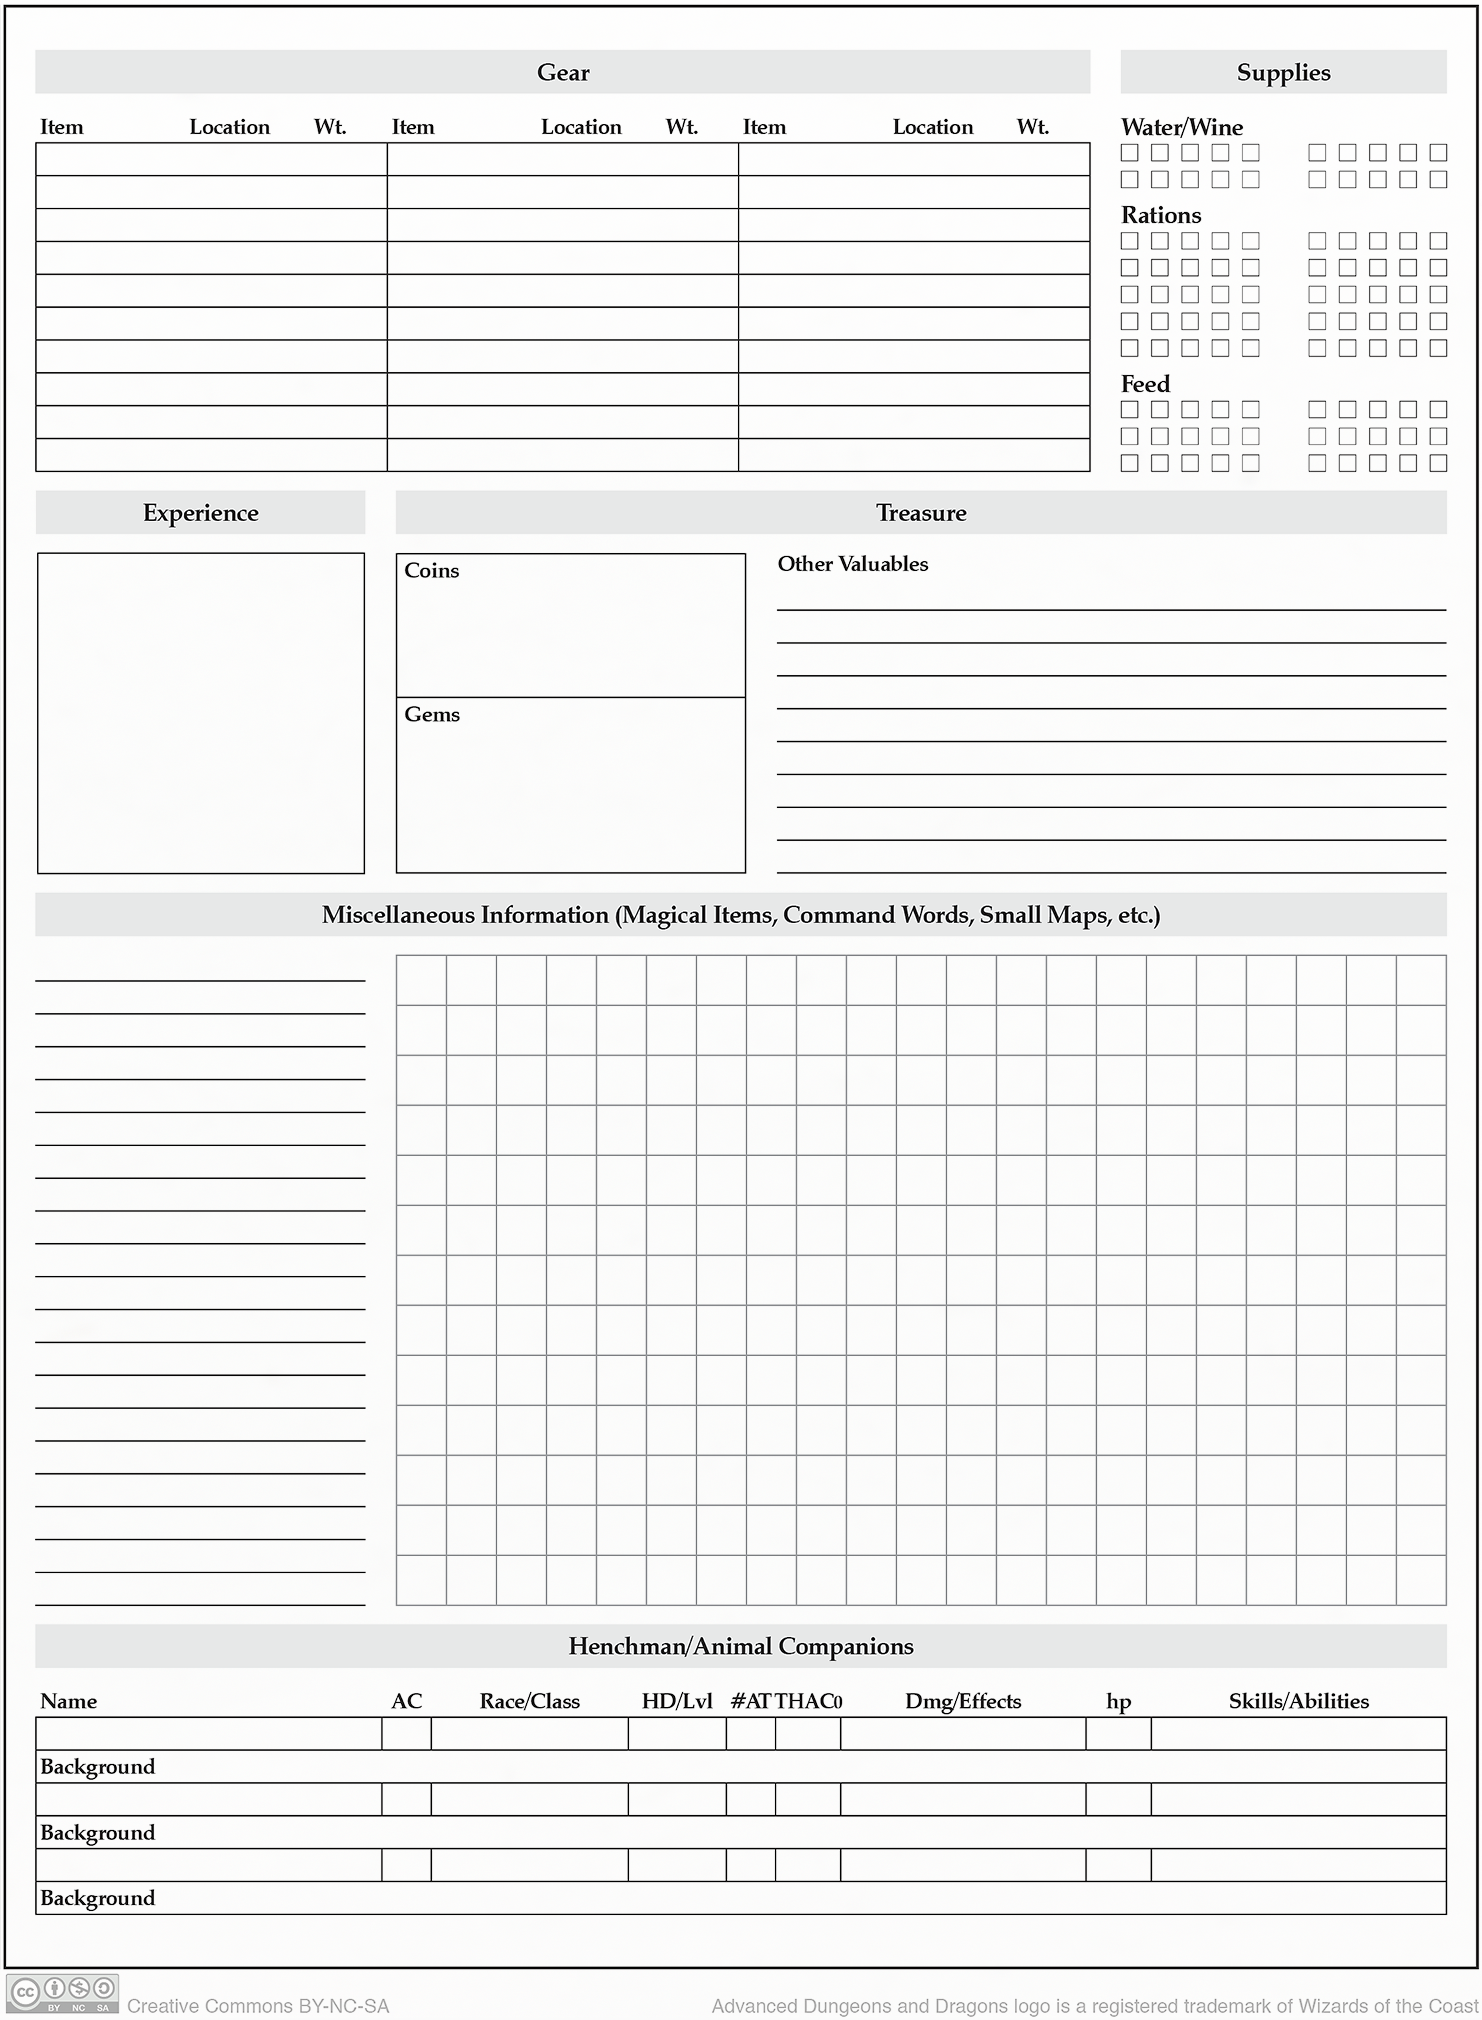 Gear
Supplies
Item Location Wt. Item Location Wt. Item Location Wt.
Water/Wine
Rations
Feed
Experience
Treasure
Coins
Other Valuables
Gems
Miscellaneous Information (Magical Items, Command Words, Small Maps, etc.)
Henchman/Animal Companions
Name AC Race/Class HD/Lvl #AT THAC0 Dmg/Effects hp Skills/Abilities
Background
Background
Background
cc BY NC SA Creative Commons BY-NC-SA
Advanced Dungeons and Dragons logo is a registered trademark of Wizards of the Coast